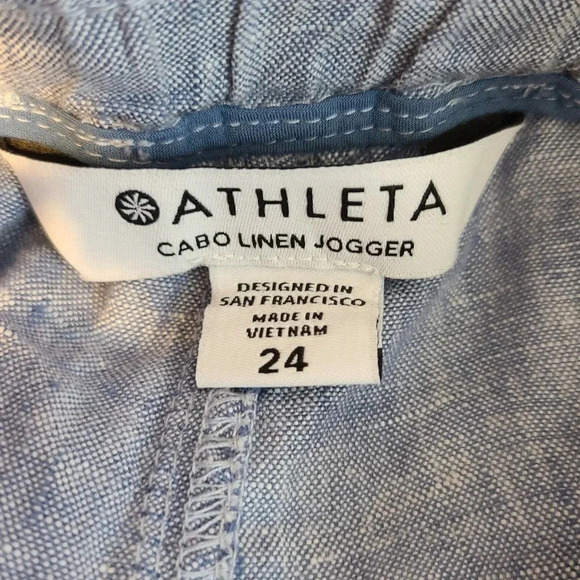 ATHLETA
CABO LINEN JOGGER
DESIGNED IN
SAN FRANCISCO
MADE IN
VIETNAM
24